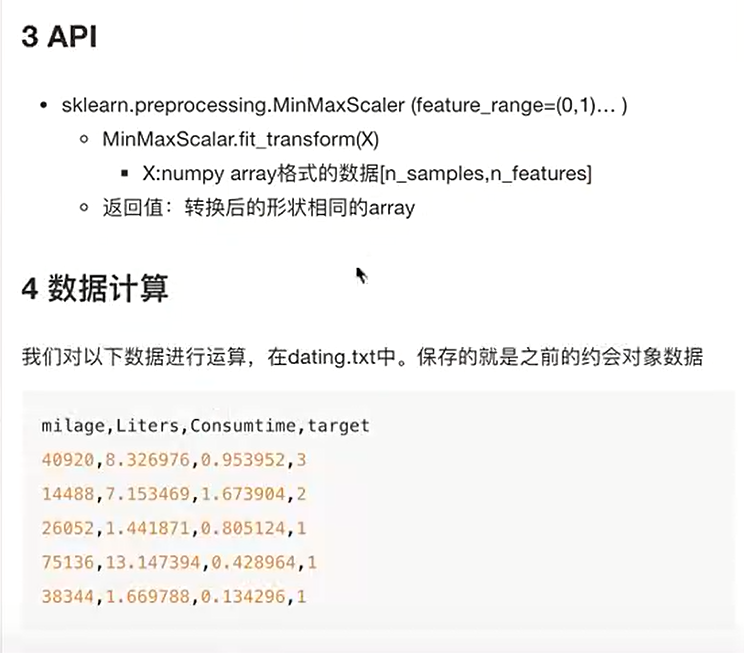 3 API
• sklearn.preprocessing.MinMaxScaler (feature_range=(0,1)... )
◦ MinMaxScalar.fit_transform(X)
▪ X:numpy array格式的数据[n_samples,n_features]
◦ 返回值：转换后的形状相同的array
4 数据计算
我们对以下数据进行运算，在dating.txt中。保存的就是之前的约会对象数据
milage,Liters,Consumtime,target
40920,8.326976,0.953952,3
14488,7.153469,1.673904,2
26052,1.441871,0.805124,1
75136,13.147394,0.428964,1
38344,1.669788,0.134296,1